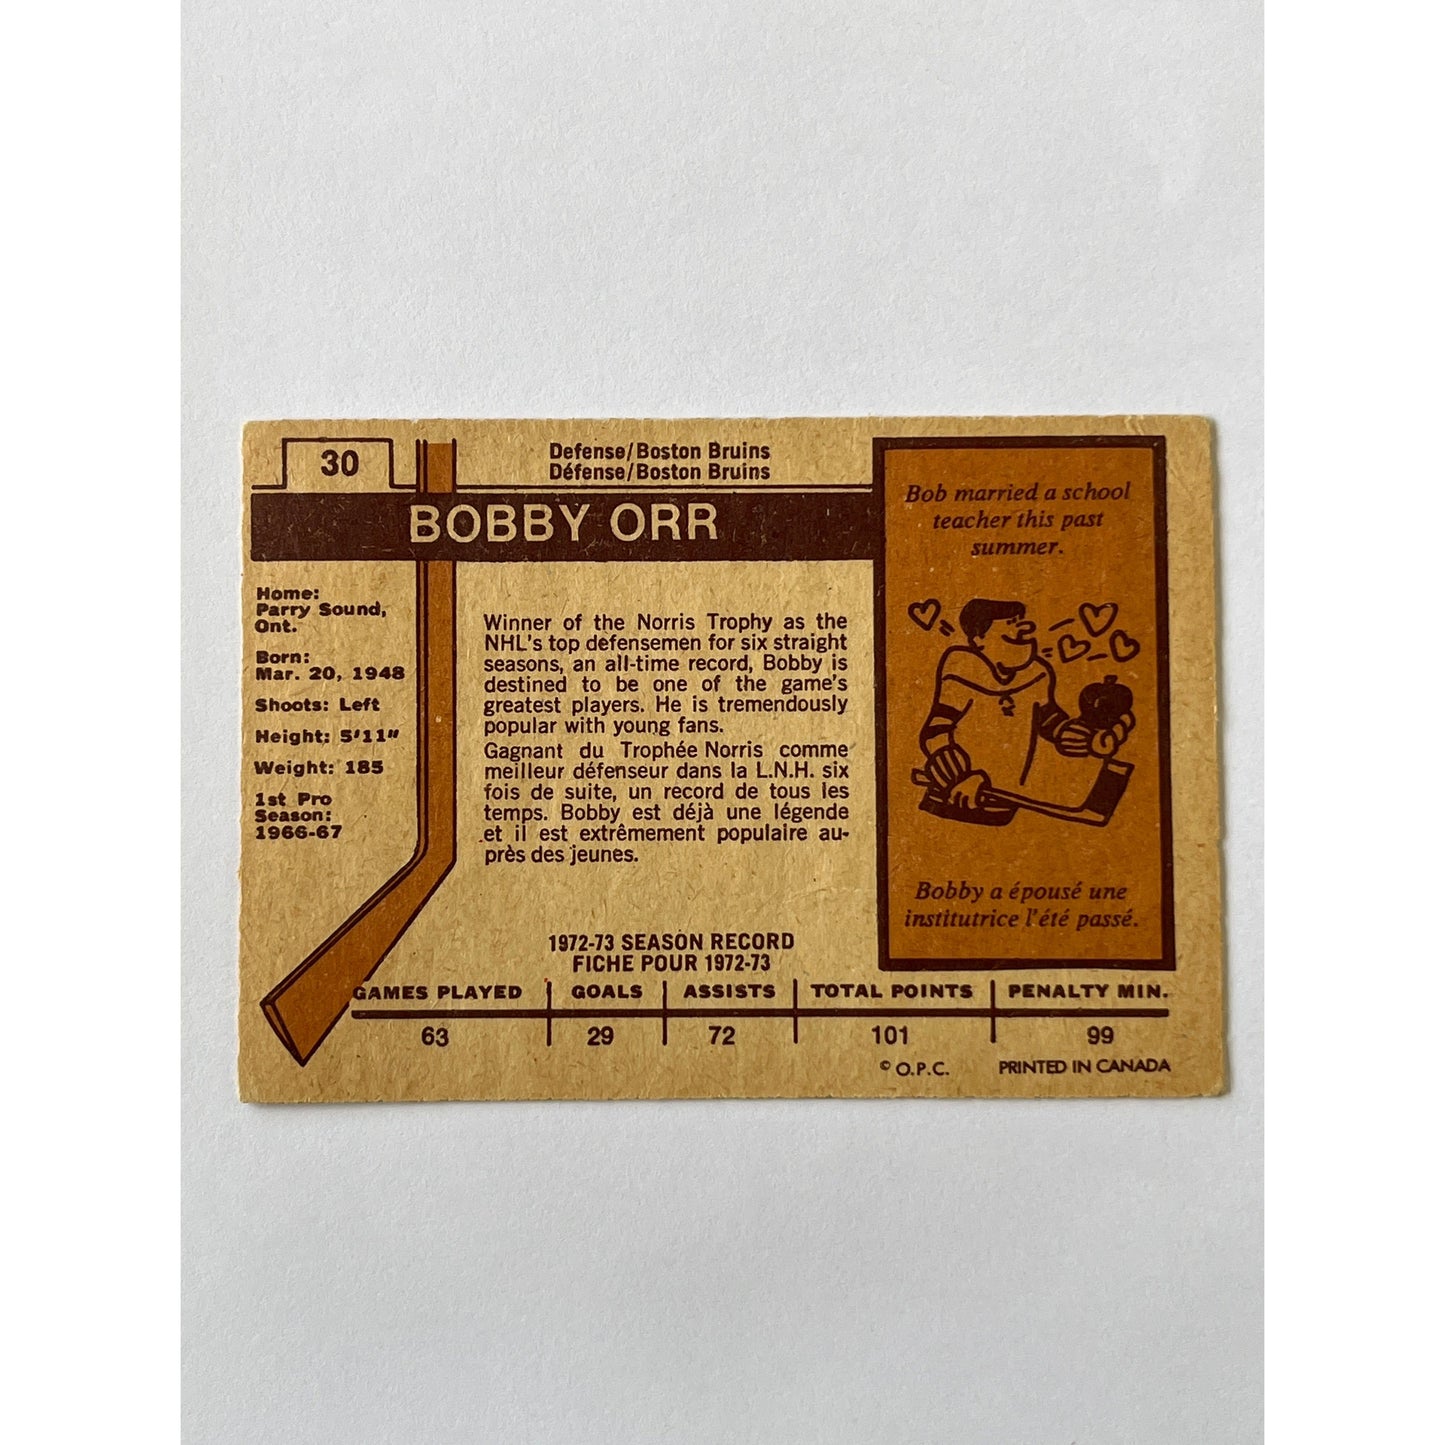 30
Defense/Boston Bruins
Défense/Boston Bruins
BOBBY ORR
Home:
Parry Sound,
Ont.
Born:
Mar. 20, 1948
Shoots: Left
Height: 5'11"
Weight: 185
1st Pro
Season:
1966-67
Winner of the Norris Trophy as the
NHL's top defensemen for six straight
seasons, an all-time record, Bobby is
destined to be one of the game's
greatest players. He is tremendously
popular with young fans.
Gagnant du Trophée Norris comme
meilleur défenseur dans la L.N.H. six
fois de suite, un record de tous les
temps. Bobby est déjà une légende
et il est extrêmement populaire au-
près des jeunes.
Bob married a school
teacher this past
summer.
Bobby a épousé une
institutrice l'été passé.
1972-73 SEASON RECORD
FICHE POUR 1972-73
GAMES PLAYED GOALS ASSISTS TOTAL POINTS PENALTY MIN.
63 29 72 101 99
© O.P.C. PRINTED IN CANADA